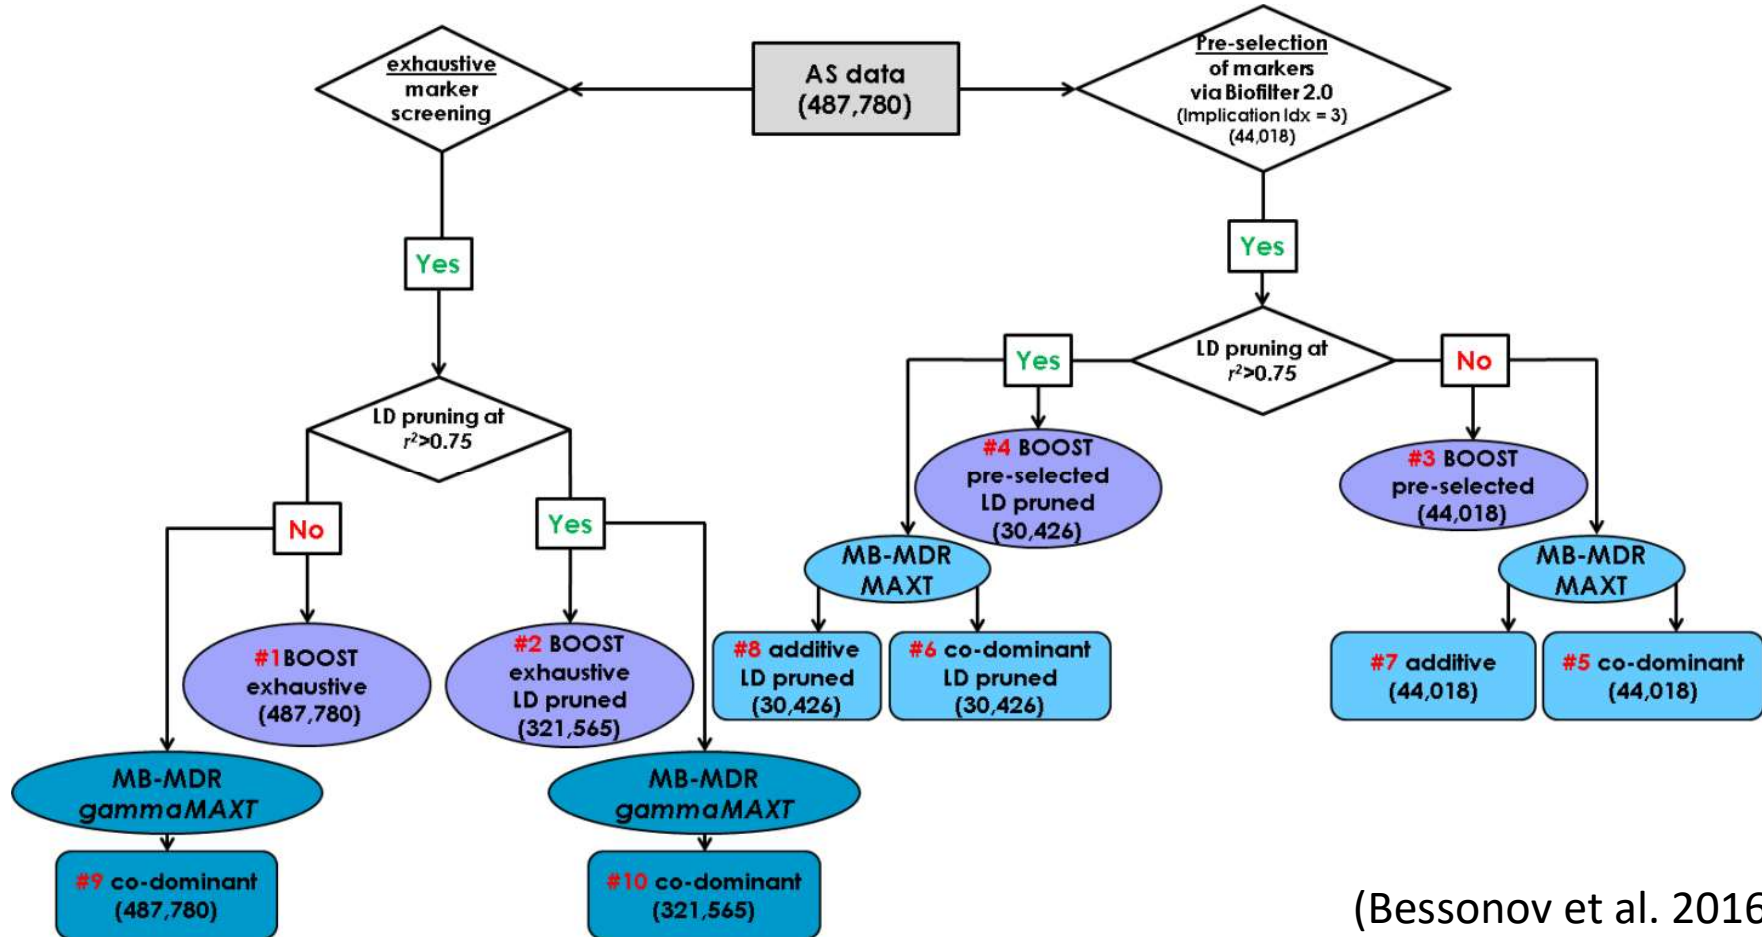 exhaustive
marker
screening
AS data
(487,780)
Pre-selection
of markers
via Biofilter 2.0
(Implication Idx = 3)
(44,018)
Yes
Yes
LD pruning at
r²>0.75
No
Yes
LD pruning at
r²>0.75
Yes
No
#1BOOST
exhaustive
(487,780)
#2 BOOST
exhaustive
LD pruned
(321,565)
#4 BOOST
pre-selected
LD pruned
(30,426)
#3 BOOST
pre-selected
(44,018)
MB-MDR
MAXT
MB-MDR
MAXT
#8 additive
LD pruned
(30,426)
#6 co-dominant
LD pruned
(30,426)
#7 additive
(44,018)
#5 co-dominant
(44,018)
MB-MDR
gammaMAXT
MB-MDR
gammaMAXT
#9 co-dominant
(487,780)
#10 co-dominant
(321,565)
(Bessonov et al. 2016